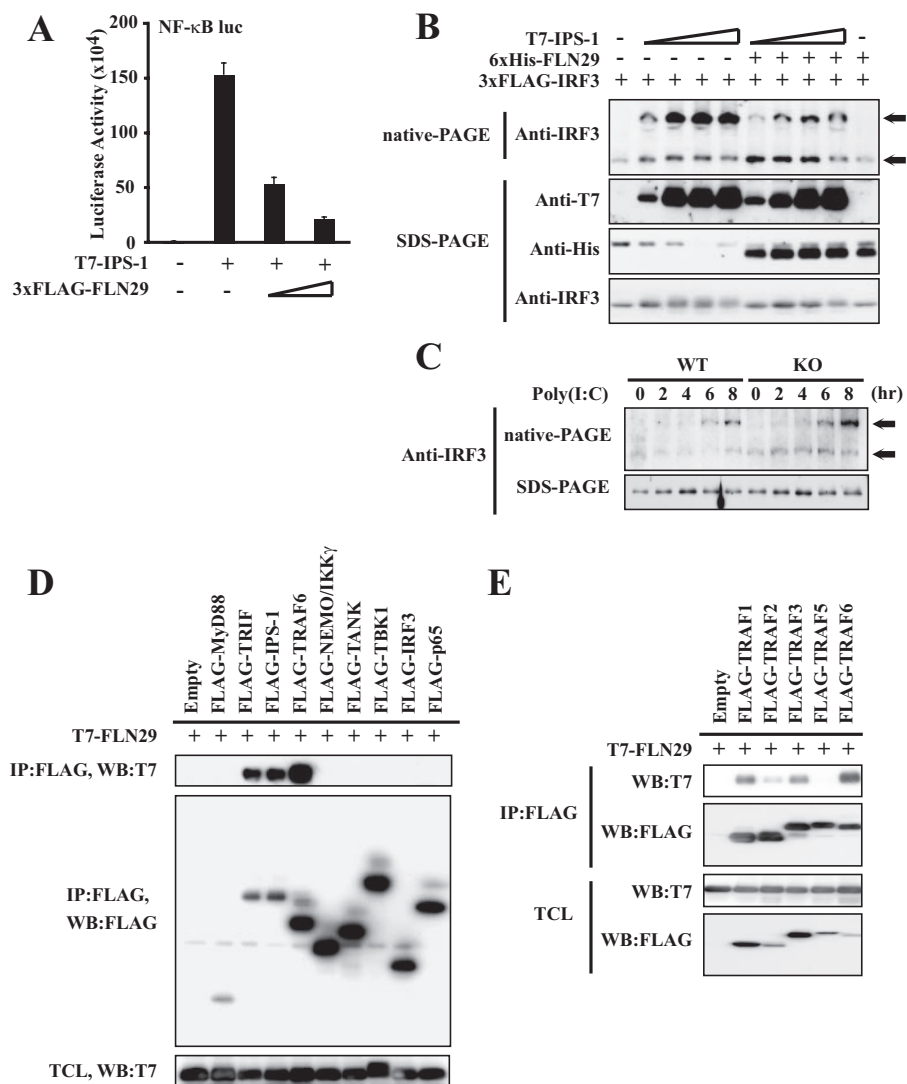 A
NF-κB luc
Luciferase Activity (x10⁴)
200
150
100
50
0
T7-IPS-1 - + + +
3xFLAG-FLN29 - -
B
T7-IPS-1 - -
6xHis-FLN29 + + + + +
3xFLAG-IRF3 + + + + + + + + + +
native-PAGE Anti-IRF3
SDS-PAGE
Anti-T7
Anti-His
Anti-IRF3
C
WT KO
Poly(I:C) 0 2 4 6 8 0 2 4 6 8 (hr)
Anti-IRF3
native-PAGE
SDS-PAGE
D
Empty
FLAG-MyD88
FLAG-TRIF
FLAG-IPS-1
FLAG-TRAF6
FLAG-NEMO/IKKγ
FLAG-TANK
FLAG-TBK1
FLAG-IRF3
FLAG-p65
T7-FLN29 + + + + + + + + + +
IP:FLAG, WB:T7
IP:FLAG,
WB:FLAG
TCL, WB:T7
E
Empty
FLAG-TRAF1
FLAG-TRAF2
FLAG-TRAF3
FLAG-TRAF5
FLAG-TRAF6
T7-FLN29 + + + + + +
IP:FLAG
WB:T7
WB:FLAG
TCL
WB:T7
WB:FLAG